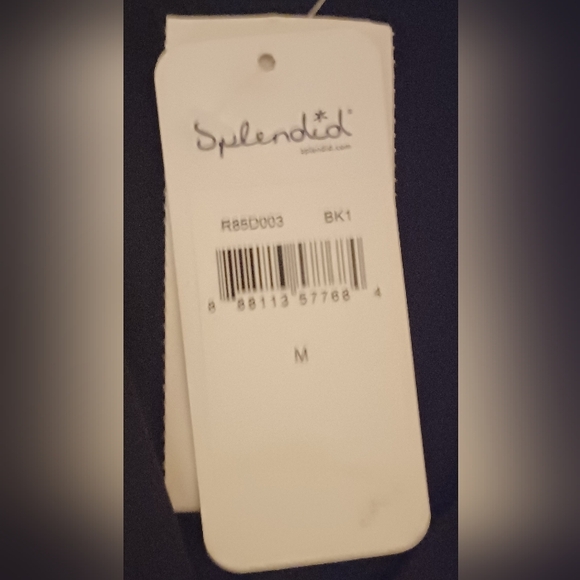 Splendid
splendid.com
R85D003 BK1
8 88113 57768 4
M